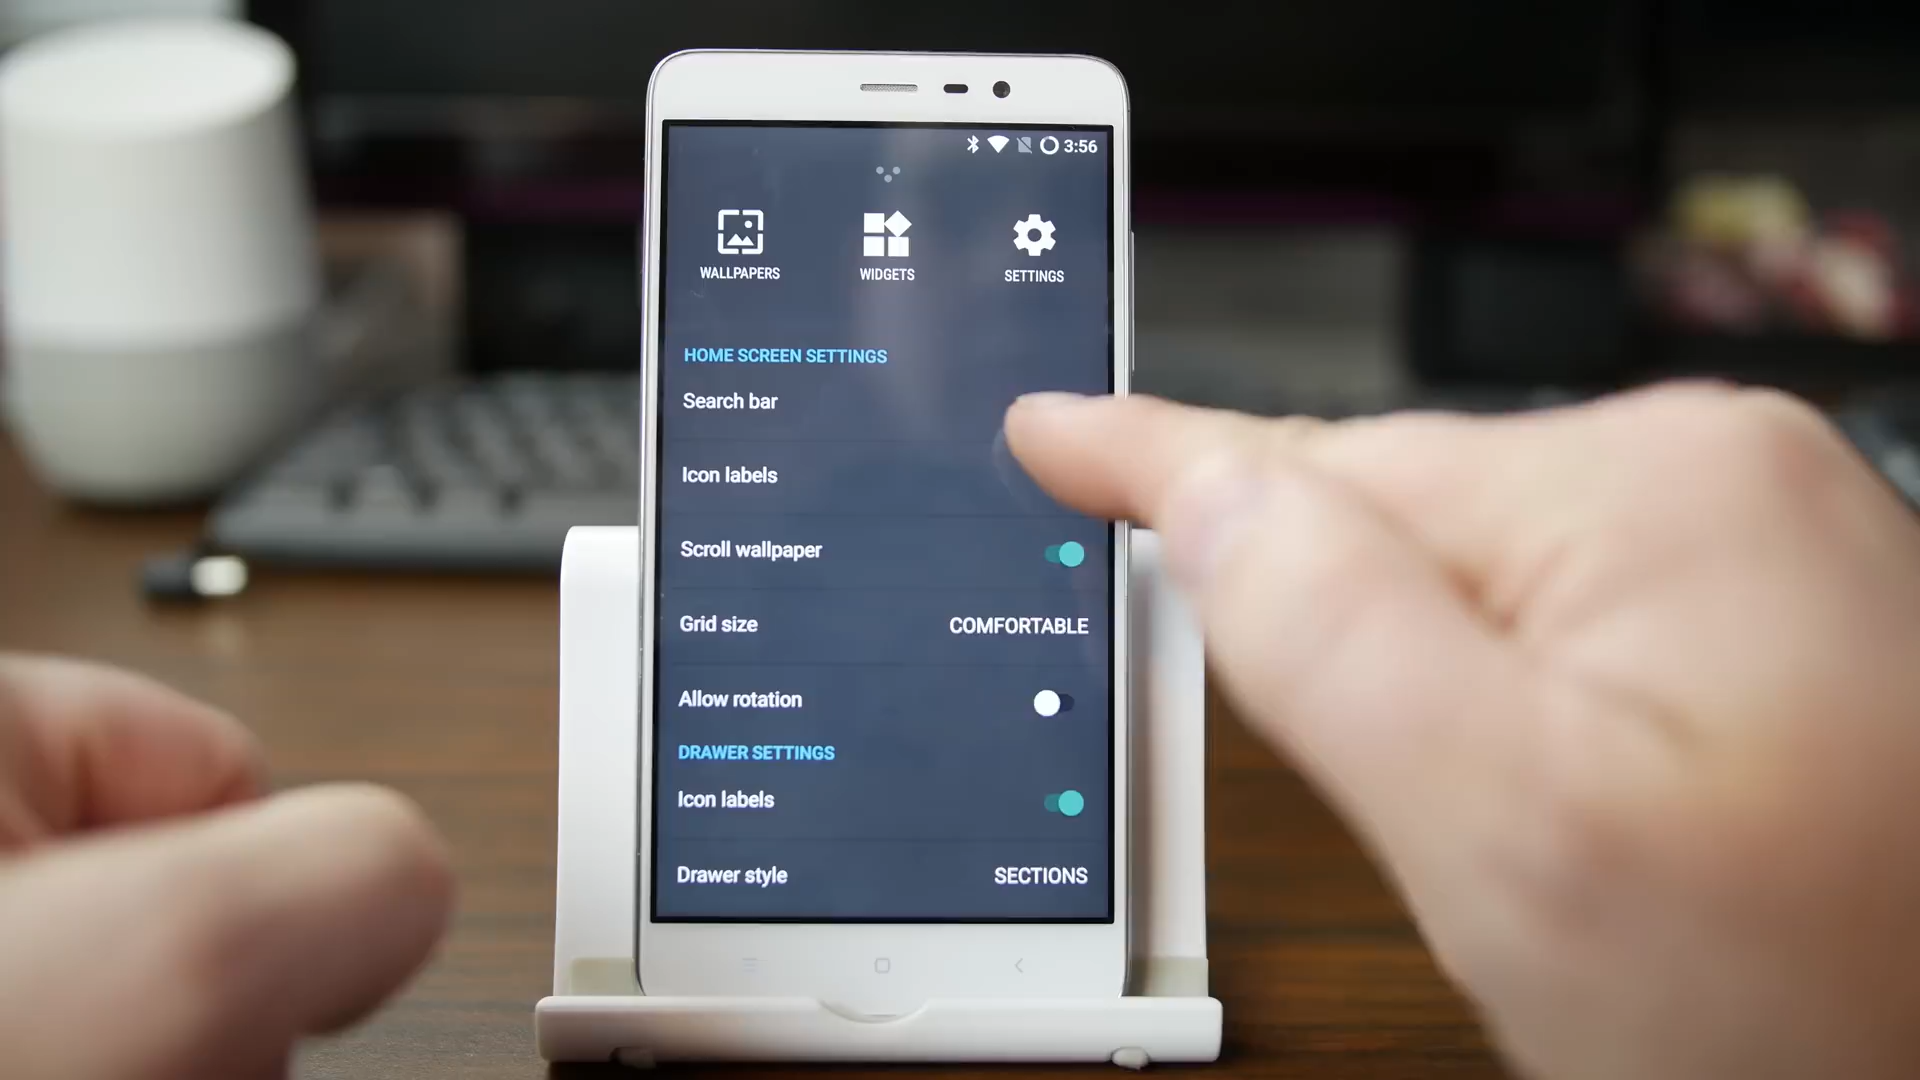 3:56
WALLPAPERS WIDGETS SETTINGS
HOME SCREEN SETTINGS
Search bar
Icon labels
Scroll wallpaper
Grid size COMFORTABLE
Allow rotation
DRAWER SETTINGS
Icon labels
Drawer style SECTIONS